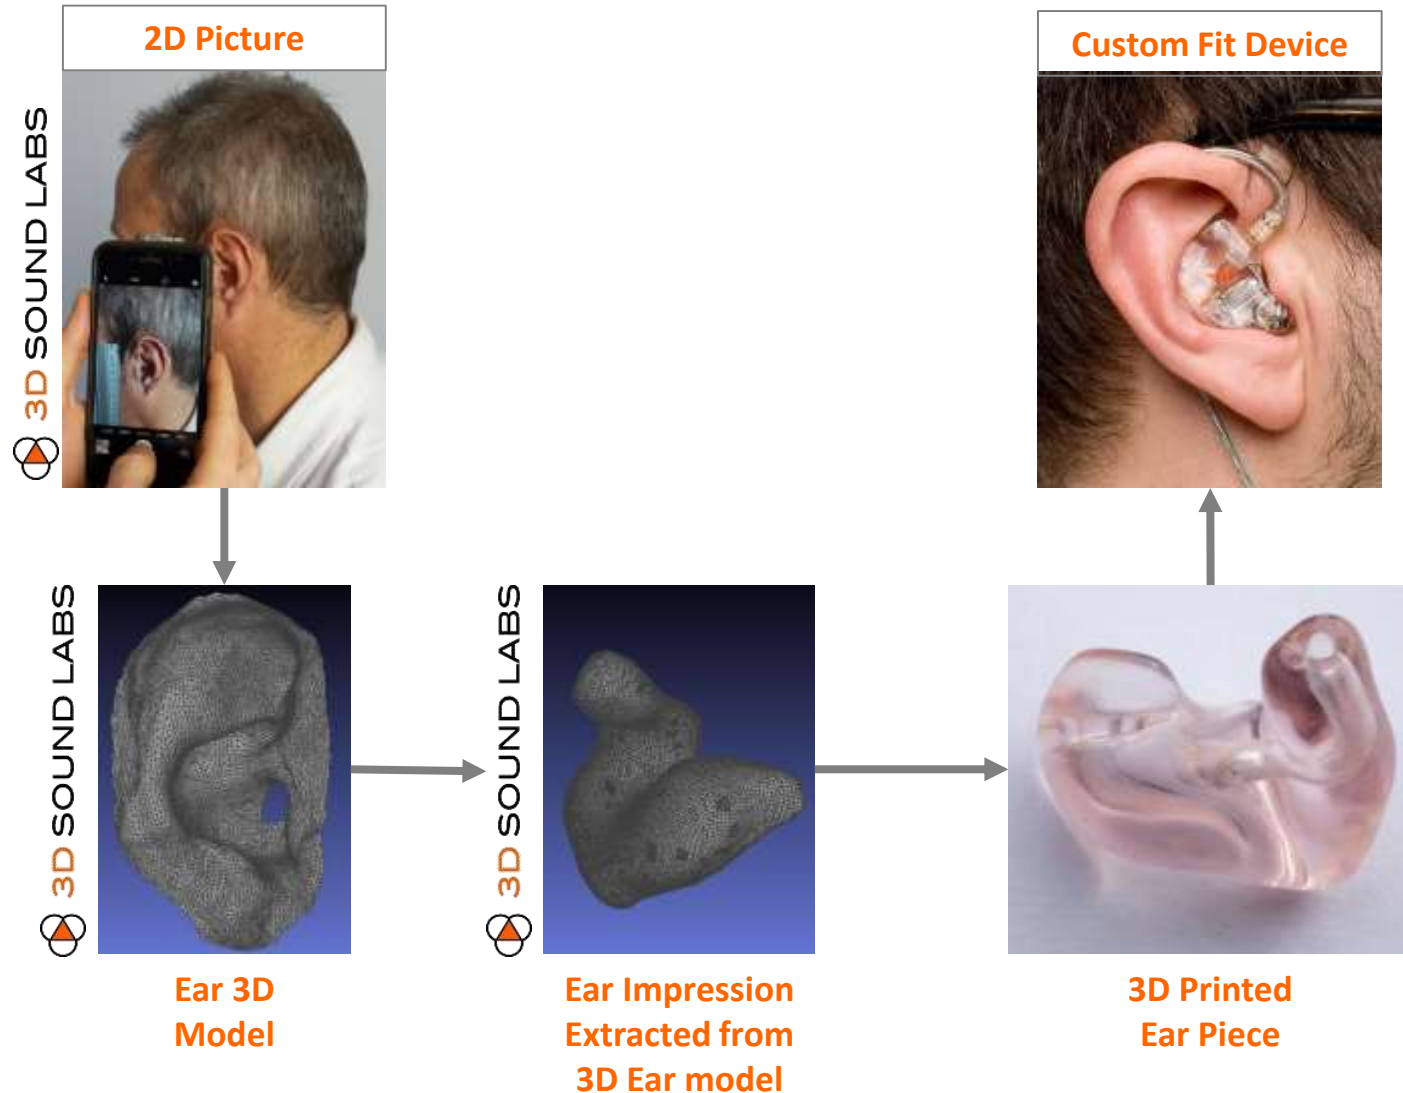 2D Picture
Custom Fit Device
3D SOUND LABS
3D SOUND LABS
3D SOUND LABS
Ear 3D
Model
Ear Impression
Extracted from
3D Ear model
3D Printed
Ear Piece